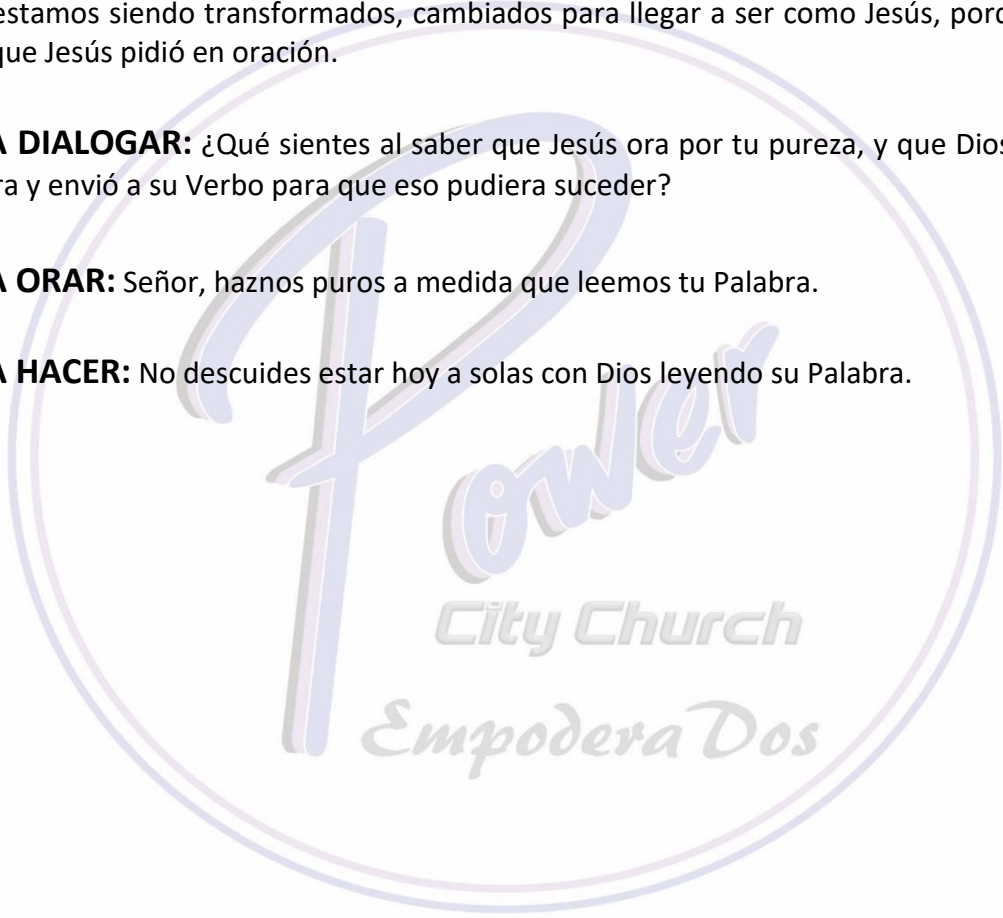 estamos siendo transformados, cambiados para llegar a ser como Jesús, porq
que Jesús pidió en oración.
A DIALOGAR: ¿Qué sientes al saber que Jesús ora por tu pureza, y que Dios
ra y envió a su Verbo para que eso pudiera suceder?
A ORAR: Señor, haznos puros a medida que leemos tu Palabra.
A HACER: No descuides estar hoy a solas con Dios leyendo su Palabra.
Power
City Church
EmpoderaDos